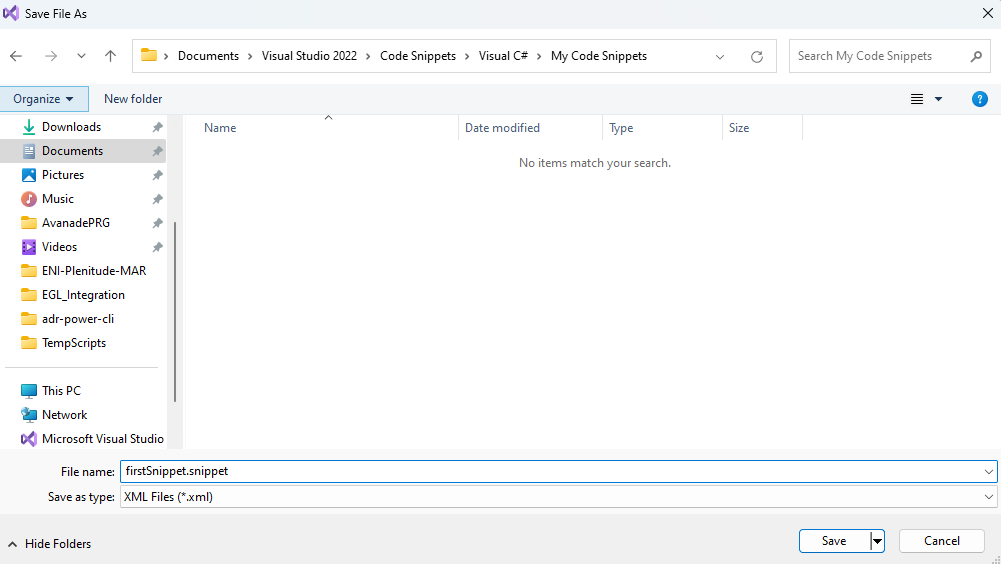 Save File As
Documents > Visual Studio 2022 > Code Snippets > Visual C# > My Code Snippets
Search My Code Snippets
Organize
New folder
?
Name
Date modified
Type
Size
No items match your search.
Downloads
Documents
Pictures
Music
AvanadePRG
Videos
ENI-Plenitude-MAR
EGL_Integration
adr-power-cli
TempScripts
This PC
Network
Microsoft Visual Studio
File name: firstSnippet.snippet
Save as type: XML Files (*.xml)
Hide Folders
Save
Cancel